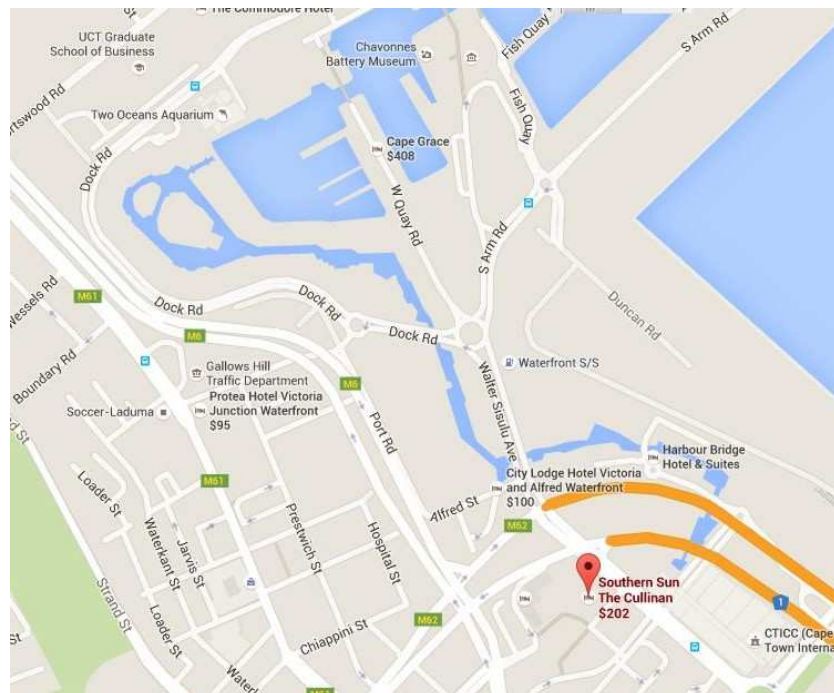 The Commodore Hotel
UCT Graduate
School of Business
Chavonnes
Battery Museum
Fish Quay
S Arm Rd
Two Oceans Aquarium
Fish Quay
Cape Grace
$408
Dock Rd
W Quay Rd
S Arm Rd
Wessels Rd
M61
Dock Rd
Dock Rd
Duncan Rd
M6
Dock Rd
Boundary Rd
Gallows Hill
Traffic Department
Waterfront S/S
M6
Protea Hotel Victoria
Junction Waterfront
$95
Soccer-Laduma
Port Rd
Walter Sisulu Ave
Harbour Bridge
Hotel & Suites
City Lodge Hotel Victoria
and Alfred Waterfront
$100
Loader St
M61
Alfred St
M62
Waterkant St
Jarvis St
Prestwich St
Hospital St
Strand St
Southern Sun
The Cullinan
$202
1
Loader St
M62
CTICC (Cape
Town Interna
Chiappini St